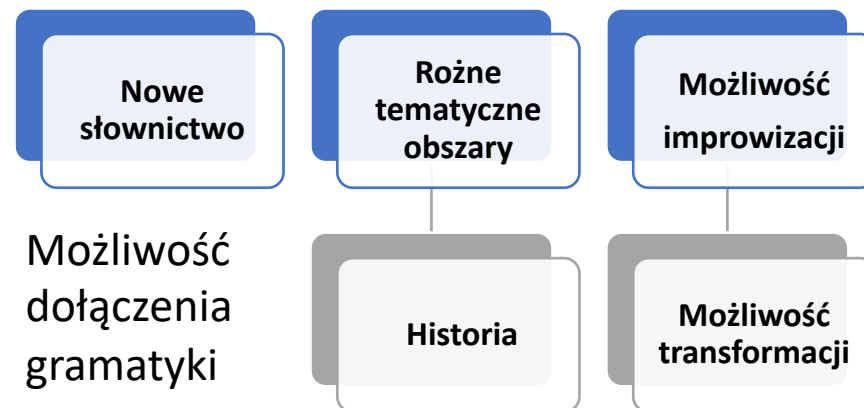 Nowe
słownictwo
Rożne
tematyczne
obszary
Możliwość
improwizacji
Możliwość
dołączenia
gramatyki
Historia
Możliwość
transformacji